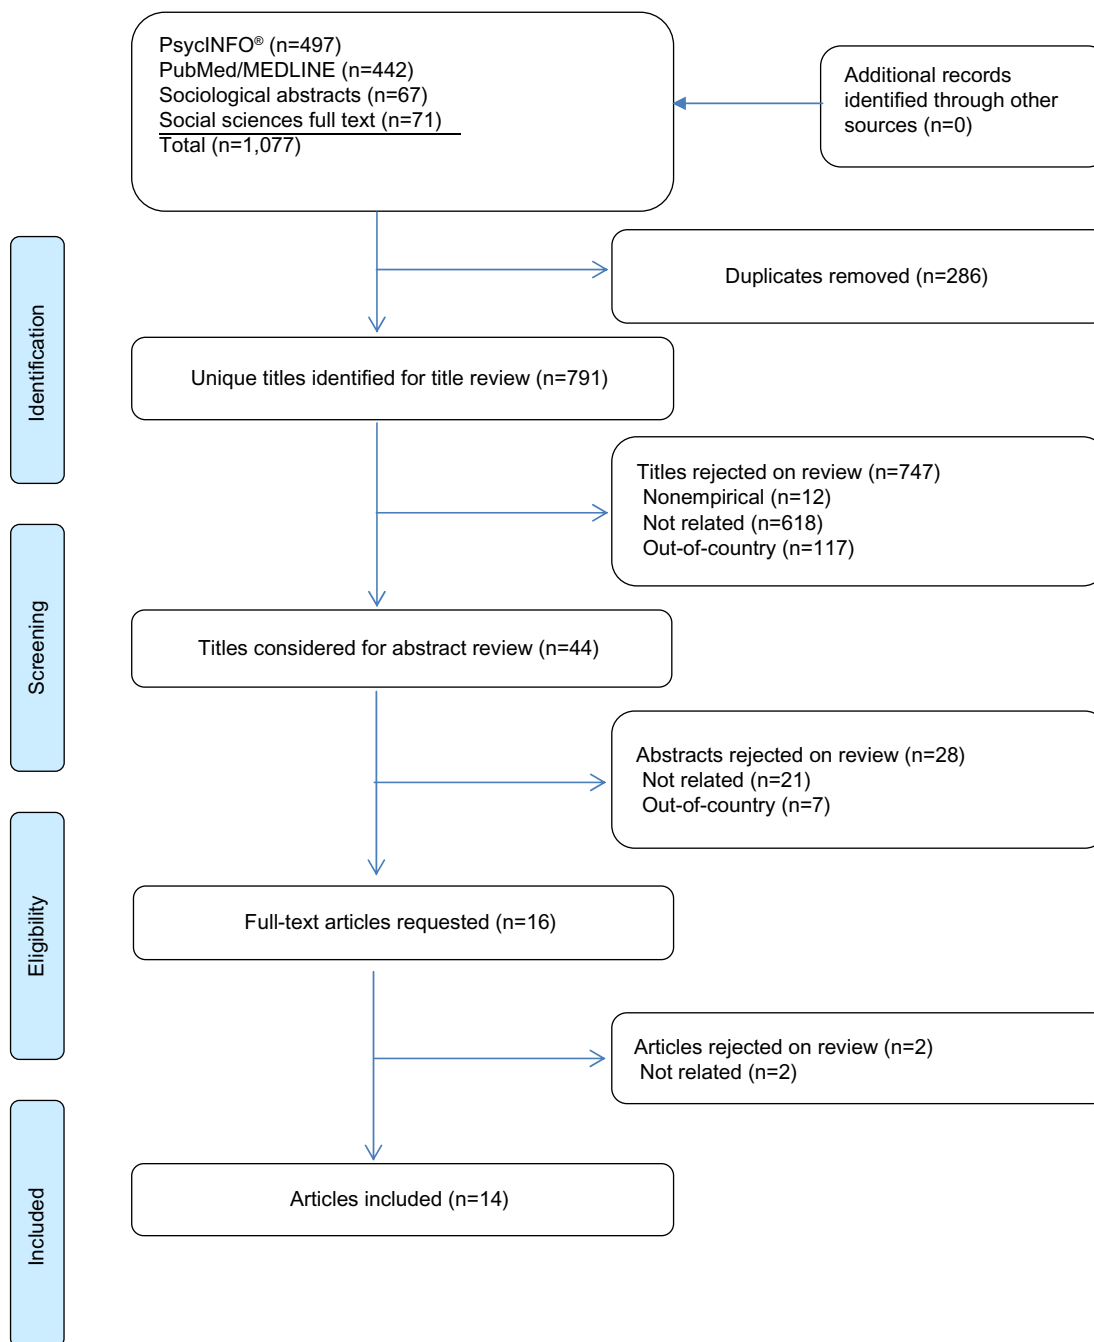 PsycINFO® (n=497)
PubMed/MEDLINE (n=442)
Sociological abstracts (n=67)
Social sciences full text (n=71)
Total (n=1,077)
Additional records
identified through other
sources (n=0)
Duplicates removed (n=286)
Identification
Unique titles identified for title review (n=791)
Titles rejected on review (n=747)
Nonempirical (n=12)
Not related (n=618)
Out-of-country (n=117)
Screening
Titles considered for abstract review (n=44)
Abstracts rejected on review (n=28)
Not related (n=21)
Out-of-country (n=7)
Eligibility
Full-text articles requested (n=16)
Articles rejected on review (n=2)
Not related (n=2)
Included
Articles included (n=14)